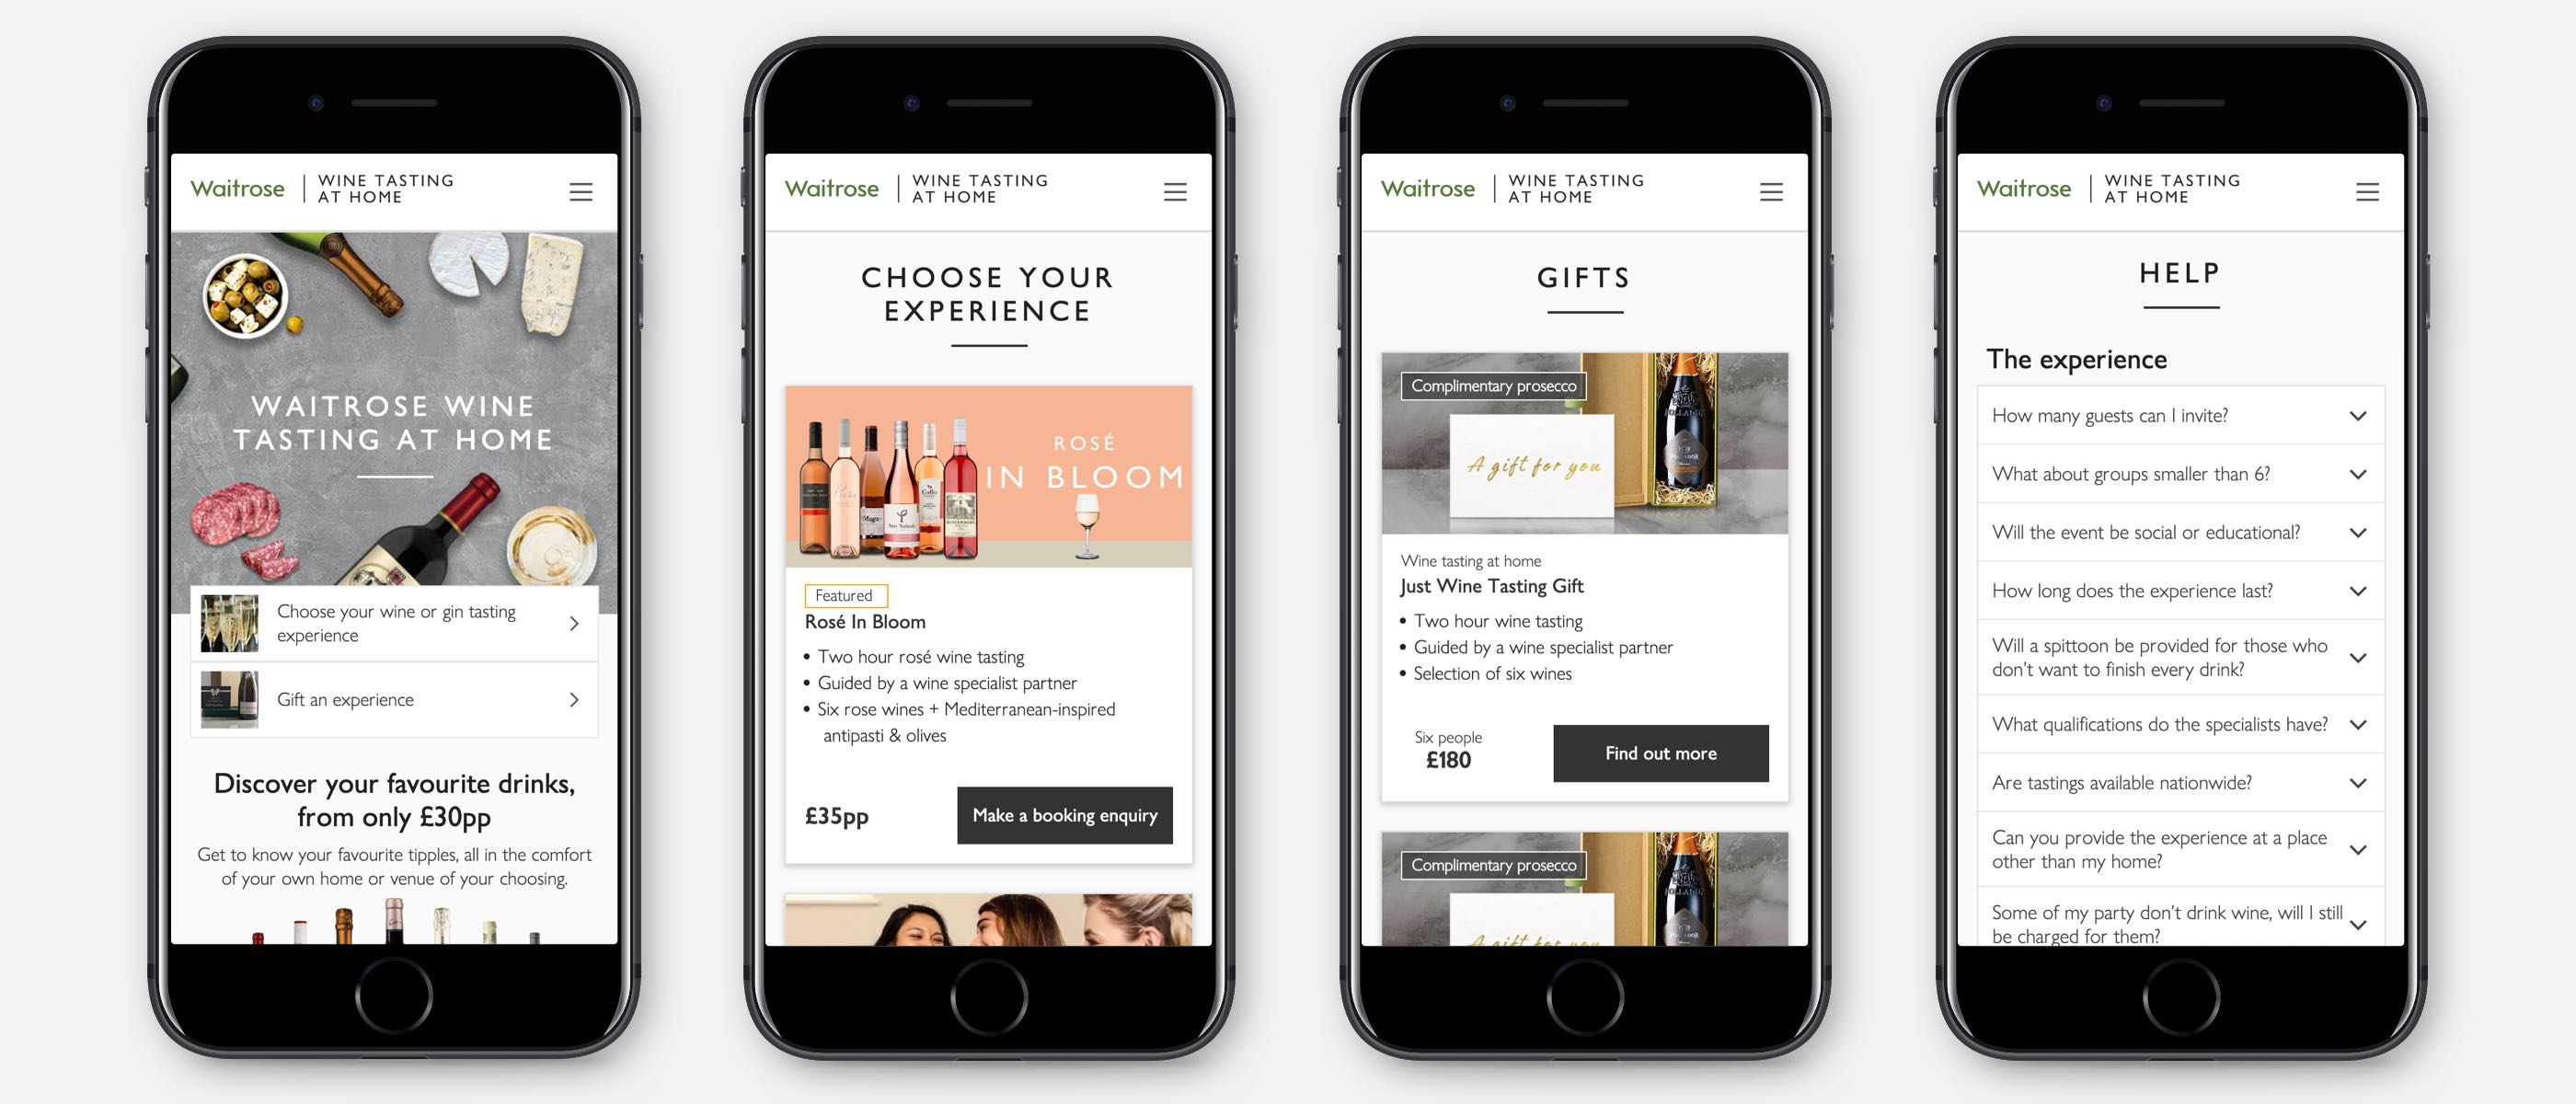 Waitrose
WINE TASTING
AT HOME
WAITROSE WINE
TASTING AT HOME
Choose your wine or gin tasting
experience
Gift an experience
Discover your favourite drinks,
from only £30pp
Get to know your favourite tipples, all in the comfort
of your own home or venue of your choosing.
Waitrose
WINE TASTING
AT HOME
CHOOSE YOUR
EXPERIENCE
ROSÉ
IN BLOOM
Featured
Rosé In Bloom
• Two hour rosé wine tasting
• Guided by a wine specialist partner
• Six rose wines + Mediterranean-inspired
antipasti & olives
£35pp
Make a booking enquiry
Waitrose
WINE TASTING
AT HOME
GIFTS
Complimentary prosecco
A gift for you
Wine tasting at home
Just Wine Tasting Gift
• Two hour wine tasting
• Guided by a wine specialist partner
• Selection of six wines
Six people
£180
Find out more
Complimentary prosecco
A gift for you
Waitrose
WINE TASTING
AT HOME
HELP
The experience
How many guests can I invite?
What about groups smaller than 6?
Will the event be social or educational?
How long does the experience last?
Will a spittoon be provided for those who
don't want to finish every drink?
What qualifications do the specialists have?
Are tastings available nationwide?
Can you provide the experience at a place
other than my home?
Some of my party don't drink wine, will I still
be charged for them?